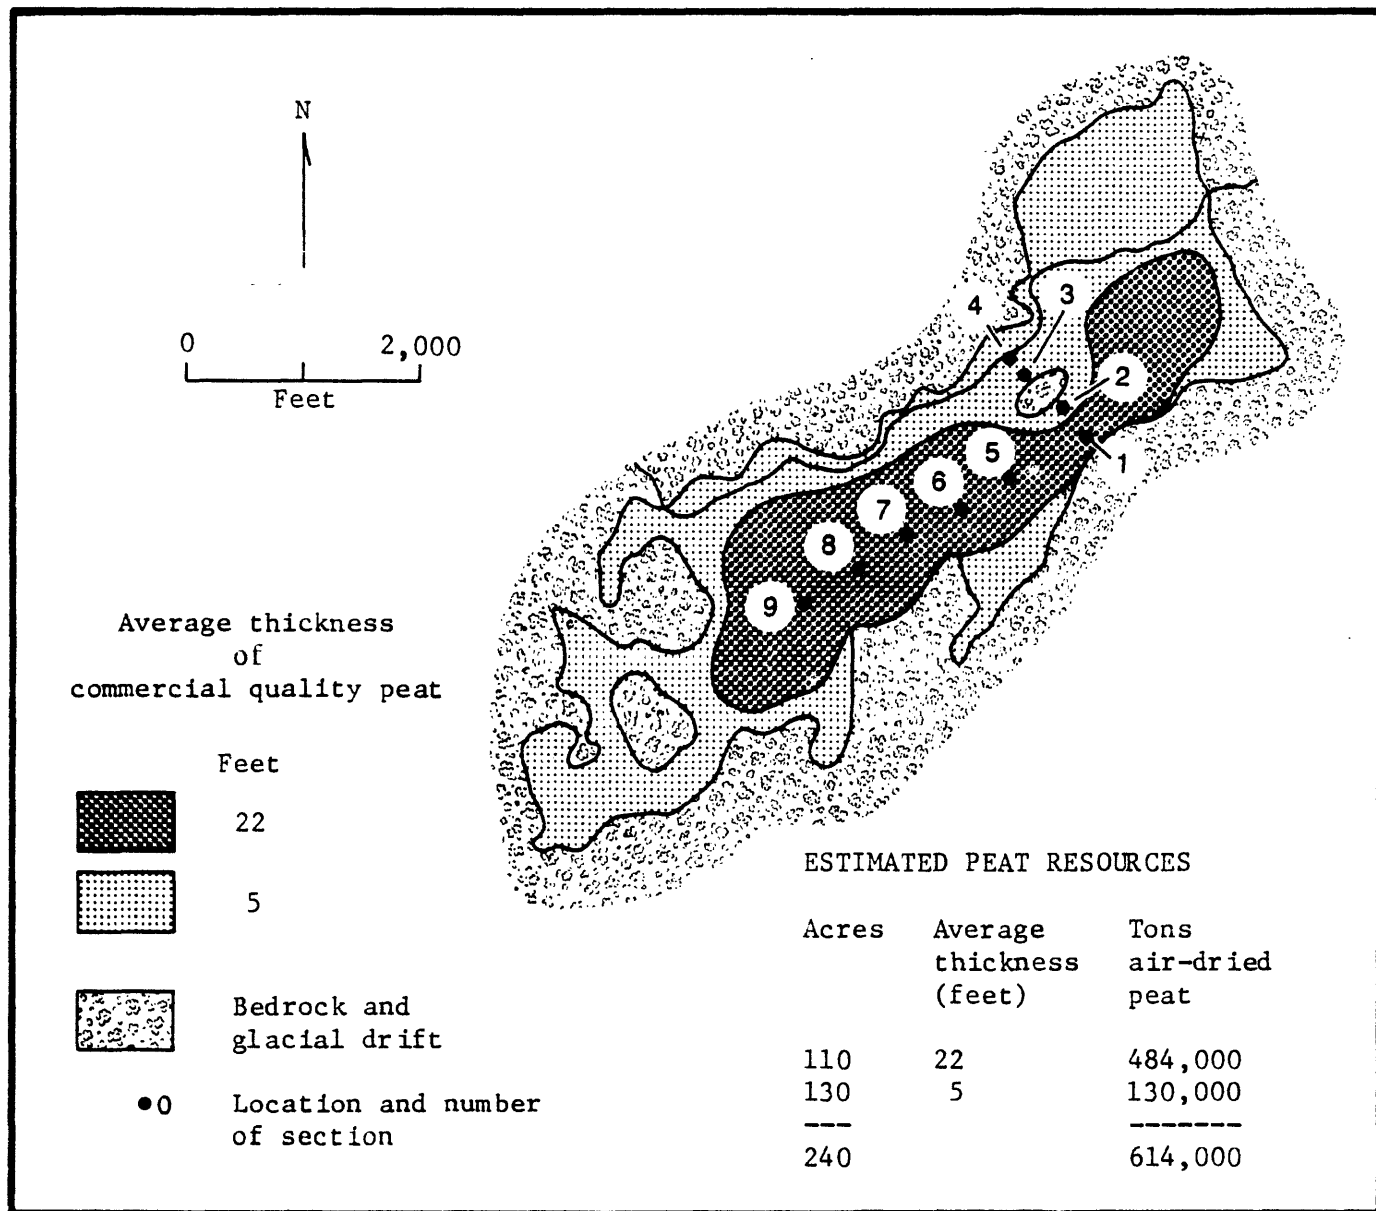 N
0 2,000
Feet
4
3
2
1
5
6
7
8
9
Average thickness
of
commercial quality peat
Feet
22
5
Bedrock and
glacial drift
●0 Location and number
of section
ESTIMATED PEAT RESOURCES
Acres Average Tons
thickness air-dried
(feet) peat
110 22 484,000
130 5 130,000
--- -------
240 614,000